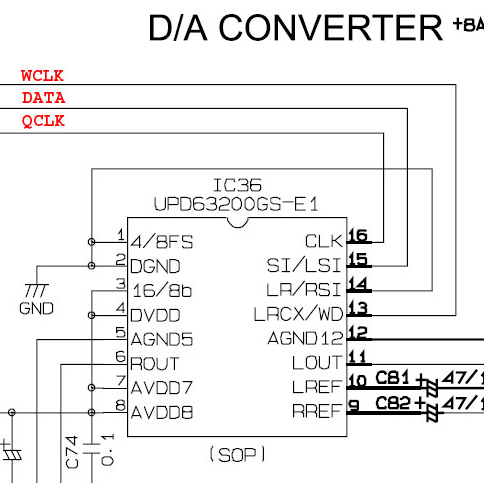 D/A CONVERTER +8A
WCLK
DATA
QCLK
IC36
UPD63200GS-E1
1 4/8FS CLK 16
2 DGND SI/LSI 15
3 16/8b LR/RSI 14
GND
4 DVDD LRCX/WD 13
5 AGND5 AGND12 12
6 ROUT LOUT 11
7 AVDD7 LREF 10 C81 + 47/1
8 AVDD8 RREF 9 C82 + 47/1
+
C74
0.1
(SOP)